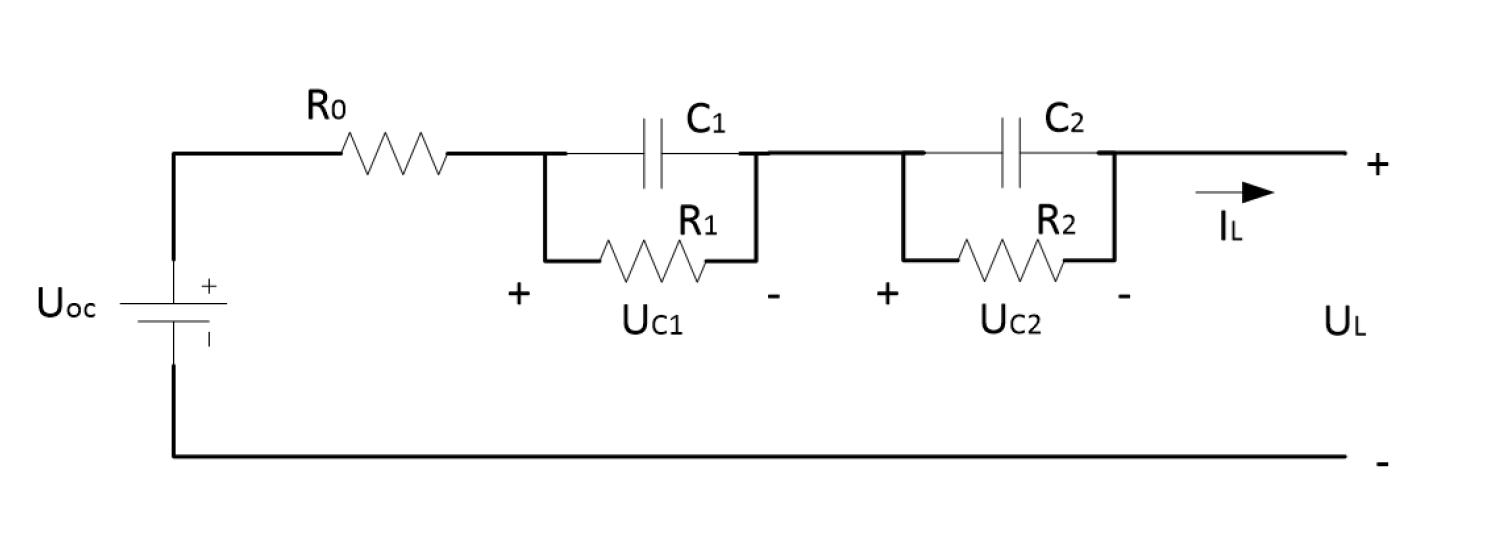 R0
C1
C2
+
R1
R2
IL
+
Uoc
−
+
-
+
-
UC1
UC2
UL
-